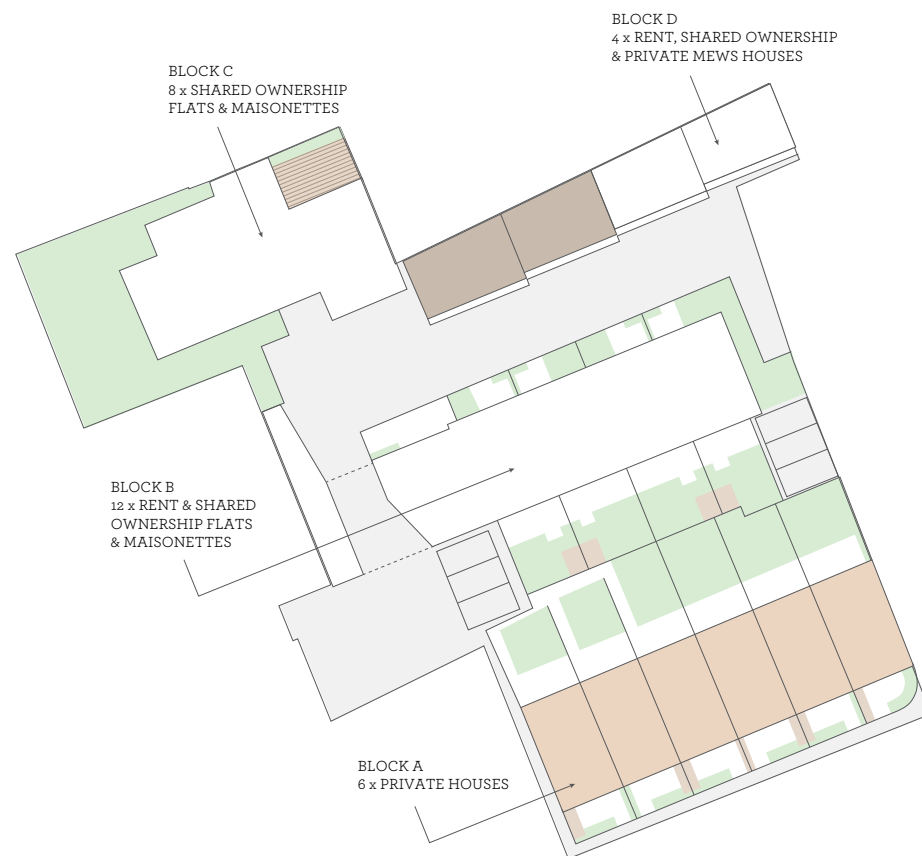 BLOCK D
4 x RENT, SHARED OWNERSHIP
& PRIVATE MEWS HOUSES
BLOCK C
8 x SHARED OWNERSHIP
FLATS & MAISONETTES
BLOCK B
12 x RENT & SHARED
OWNERSHIP FLATS
& MAISONETTES
BLOCK A
6 x PRIVATE HOUSES